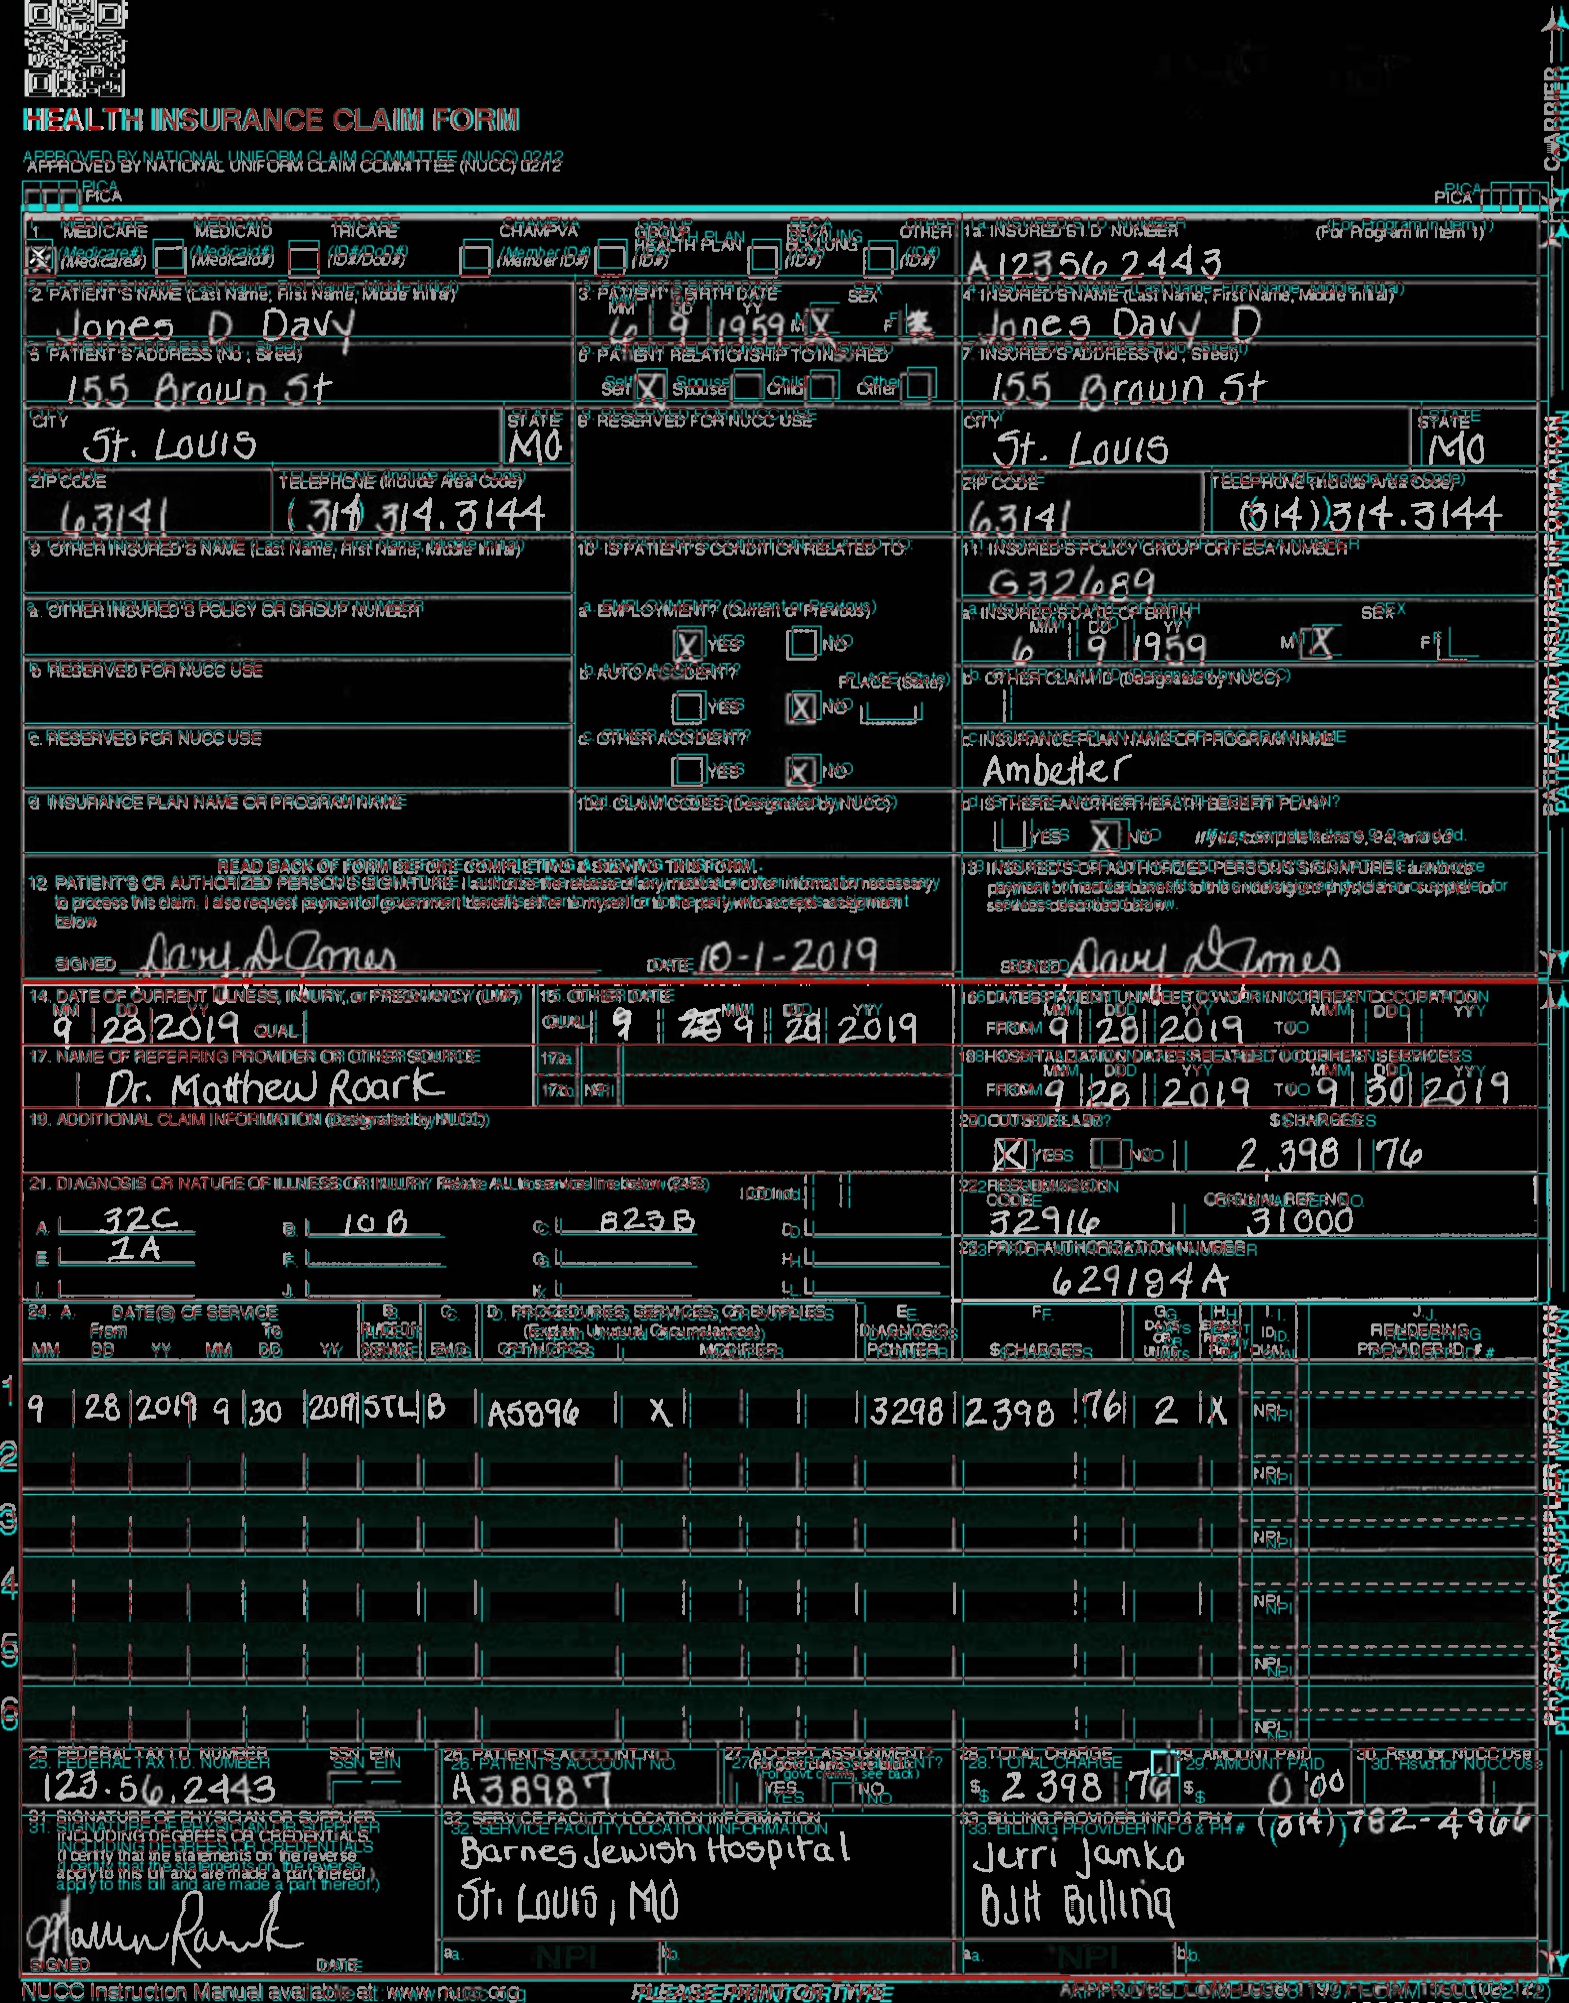 HEALTH INSURANCE CLAIM FORM
APPROVED BY NATIONAL UNIFORM CLAIM COMMITTEE (NUCC) 02/12
PICA PICA
1. MEDICARE MEDICAID TRICARE CHAMPVA GROUP HEALTH PLAN FECA BLK LUNG OTHER
X (Medicare#) (Medicaid#) (ID#/DoD#) (Member ID#) (ID#) (ID#) (ID#)
1a. INSURED'S I.D. NUMBER (For Program in Item 1)
A123562443
2. PATIENT'S NAME (Last Name, First Name, Middle Initial)
Jones D Davy
3. PATIENT'S BIRTH DATE SEX
MM DD YY
6 9 1959 M X F
4. INSURED'S NAME (Last Name, First Name, Middle Initial)
Jones Davy D
5. PATIENT'S ADDRESS (No., Street)
155 Brown St
6. PATIENT RELATIONSHIP TO INSURED
Self X Spouse Child Other
7. INSURED'S ADDRESS (No., Street)
155 Brown St
CITY STATE
St. Louis MO
8. RESERVED FOR NUCC USE
CITY STATE
St. Louis MO
ZIP CODE TELEPHONE (Include Area Code)
63141 (314) 314.3144
ZIP CODE TELEPHONE (Include Area Code)
63141 (314) 314.3144
9. OTHER INSURED'S NAME (Last Name, First Name, Middle Initial)
10. IS PATIENT'S CONDITION RELATED TO:
11. INSURED'S POLICY GROUP OR FECA NUMBER
G32689
a. OTHER INSURED'S POLICY OR GROUP NUMBER
a. EMPLOYMENT? (Current or Previous)
X YES NO
a. INSURED'S DATE OF BIRTH SEX
MM DD YY
6 9 1959 M X F
b. RESERVED FOR NUCC USE
b. AUTO ACCIDENT? PLACE (State)
YES X NO
b. OTHER CLAIM ID (Designated by NUCC)
c. RESERVED FOR NUCC USE
c. OTHER ACCIDENT?
YES X NO
c. INSURANCE PLAN NAME OR PROGRAM NAME
Ambetter
d. INSURANCE PLAN NAME OR PROGRAM NAME
10d. CLAIM CODES (Designated by NUCC)
d. IS THERE ANOTHER HEALTH BENEFIT PLAN?
YES X NO If yes, complete items 9, 9a, and 9d.
READ BACK OF FORM BEFORE COMPLETING & SIGNING THIS FORM.
12. PATIENT'S OR AUTHORIZED PERSON'S SIGNATURE I authorize the release of any medical or other information necessary
to process this claim. I also request payment of government benefits either to myself or to the party who accepts assignment
below.
SIGNED Davy D Jones DATE 10-1-2019
13. INSURED'S OR AUTHORIZED PERSON'S SIGNATURE I authorize
payment of medical benefits to the undersigned physician or supplier for
services described below.
SIGNED Davy D Jones
14. DATE OF CURRENT ILLNESS, INJURY, or PREGNANCY (LMP)
MM DD YY
9 28 2019 QUAL.
15. OTHER DATE
MM DD YYY
QUAL. 9 28 9 28 2019
16. DATES PATIENT UNABLE TO WORK IN CURRENT OCCUPATION
MM DD YY MM DD YY
FROM 9 28 2019 TO
17. NAME OF REFERRING PROVIDER OR OTHER SOURCE
Dr. Matthew Roark
17a.
17b. NPI
18. HOSPITALIZATION DATES RELATED TO CURRENT SERVICES
MM DD YY MM DD YY
FROM 9 28 2019 TO 9 30 2019
19. ADDITIONAL CLAIM INFORMATION (Designated by NUCC)
20. OUTSIDE LAB? $ CHARGES
X YES NO 2,398 76
21. DIAGNOSIS OR NATURE OF ILLNESS OR INJURY Relate A-L to service line below (24E) ICD Ind.
A. 32C B. 10B C. 823B D.
E. 1A F. G. H.
I. J. K. L.
22. RESUBMISSION CODE ORIGINAL REF. NO.
32916 31000
23. PRIOR AUTHORIZATION NUMBER
629184A
24. A. DATE(S) OF SERVICE B. C. D. PROCEDURES, SERVICES, OR SUPPLIES E. F. G. H. I. J.
From To PLACE OF (Explain Unusual Circumstances) DIAGNOSIS DAYS OR ID. RENDERING
MM DD YY MM DD YY SERVICE EMG CPT/HCPCS MODIFIER POINTER $ CHARGES UNITS QUAL. PROVIDER ID. #
1 9 28 2019 9 30 2019 STL B A5896 X 3298 2398 76 2 X NPI
2 NPI
3 NPI
4 NPI
5 NPI
6 NPI
25. FEDERAL TAX I.D. NUMBER SSN EIN
123.56.2443
26. PATIENT'S ACCOUNT NO.
A38987
27. ACCEPT ASSIGNMENT?
(For govt. claims, see back)
YES NO
28. TOTAL CHARGE
$ 2398 76
29. AMOUNT PAID
$ 0 00
30. Rsvd for NUCC Use
31. SIGNATURE OF PHYSICIAN OR SUPPLIER
INCLUDING DEGREES OR CREDENTIALS
(I certify that the statements on the reverse
apply to this bill and are made a part thereof.)
SIGNED DATE
32. SERVICE FACILITY LOCATION INFORMATION
Barnes Jewish Hospital
St. Louis, MO
a. NPI b.
33. BILLING PROVIDER INFO & PH # (314) 782-4966
Jerri Janko
BJH Billing
a. NPI b.
NUCC Instruction Manual available at: www.nucc.org
PLEASE PRINT OR TYPE
CARRIER
PATIENT AND INSURED INFORMATION
PHYSICIAN OR SUPPLIER INFORMATION